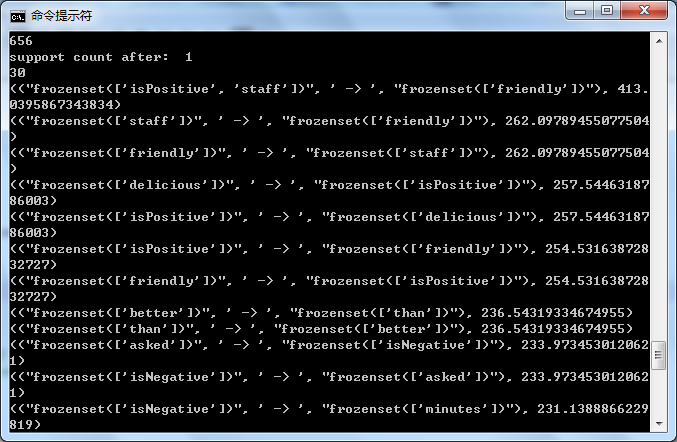 命令提示符
656
support count after:  1
30
(("frozenset(['isPositive', 'staff'])", ' -> ', "frozenset(['friendly'])"), 413.
03958673438​34)
(("frozenset(['staff'])", ' -> ', "frozenset(['friendly'])"), 262.09789455077504
)
(("frozenset(['friendly'])", ' -> ', "frozenset(['staff'])"), 262.09789455077504
)
(("frozenset(['delicious'])", ' -> ', "frozenset(['isPositive'])"), 257.54463187
86003)
(("frozenset(['isPositive'])", ' -> ', "frozenset(['delicious'])"), 257.54463187
86003)
(("frozenset(['isPositive'])", ' -> ', "frozenset(['friendly'])"), 254.531638728
32727)
(("frozenset(['friendly'])", ' -> ', "frozenset(['isPositive'])"), 254.531638728
32727)
(("frozenset(['better'])", ' -> ', "frozenset(['than'])"), 236.54319334674955)
(("frozenset(['than'])", ' -> ', "frozenset(['better'])"), 236.54319334674955)
(("frozenset(['asked'])", ' -> ', "frozenset(['isNegative'])"), 233.973453012062
1)
(("frozenset(['isNegative'])", ' -> ', "frozenset(['asked'])"), 233.973453012062
1)
(("frozenset(['isNegative'])", ' -> ', "frozenset(['minutes'])"), 231.1388866229
819)